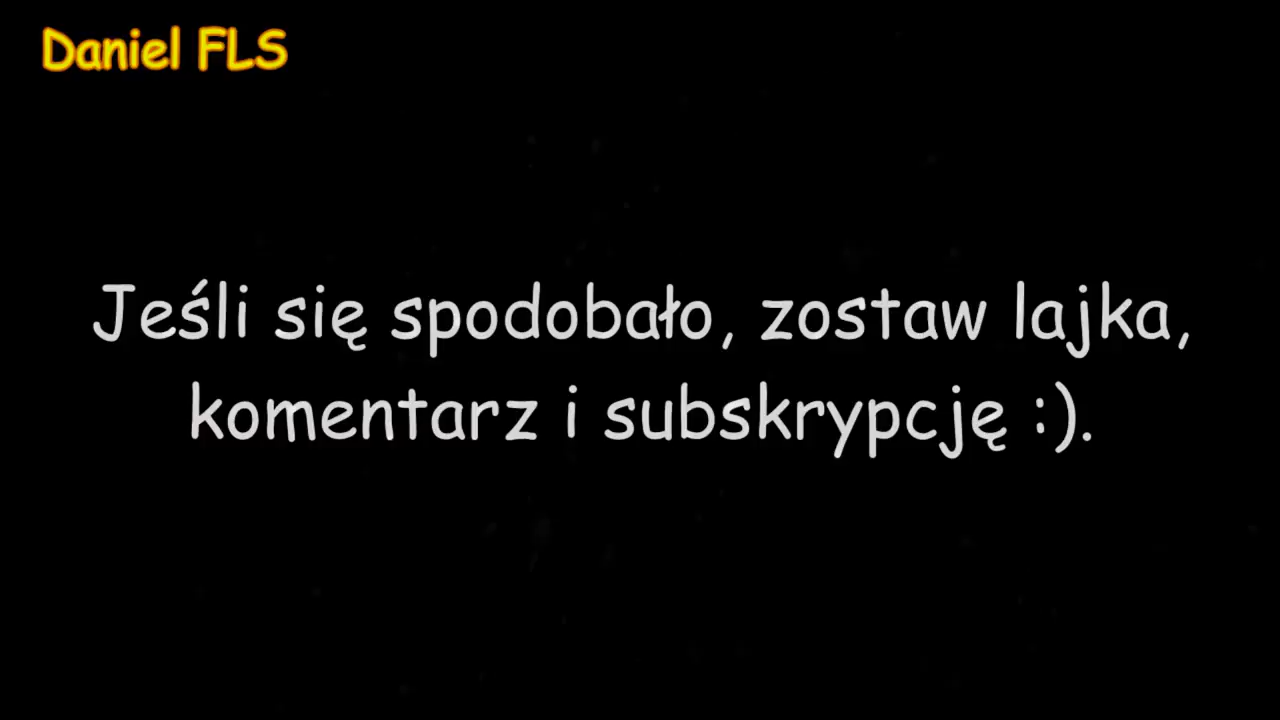 Daniel FLS
Jeśli się spodobało, zostaw lajka,
komentarz i subskrypcję :).